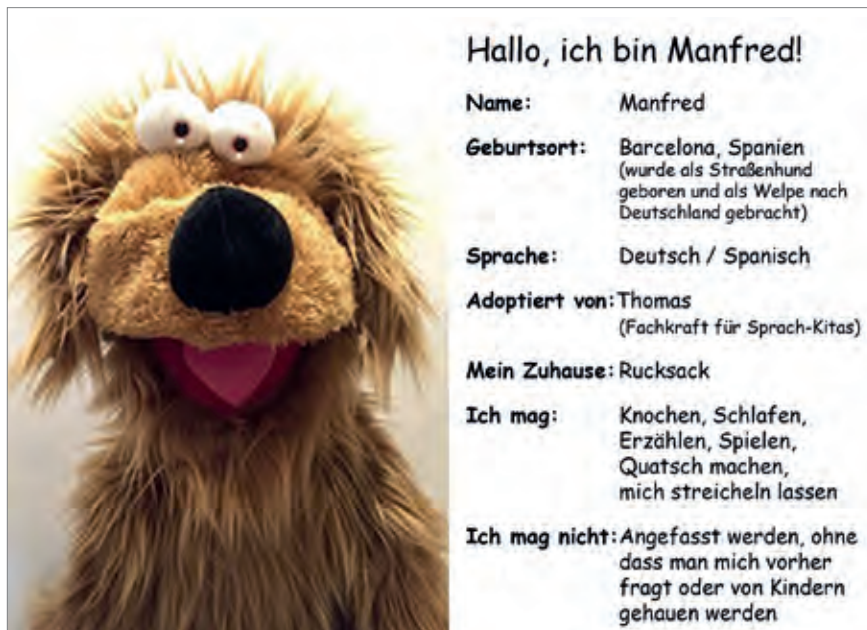 Hallo, ich bin Manfred!
Name: Manfred
Geburtsort: Barcelona, Spanien
(wurde als Straßenhund
geboren und als Welpe nach
Deutschland gebracht)
Sprache: Deutsch / Spanisch
Adoptiert von: Thomas
(Fachkraft für Sprach-Kitas)
Mein Zuhause: Rucksack
Ich mag: Knochen, Schlafen,
Erzählen, Spielen,
Quatsch machen,
mich streicheln lassen
Ich mag nicht: Angefasst werden, ohne
dass man mich vorher
fragt oder von Kindern
gehauen werden